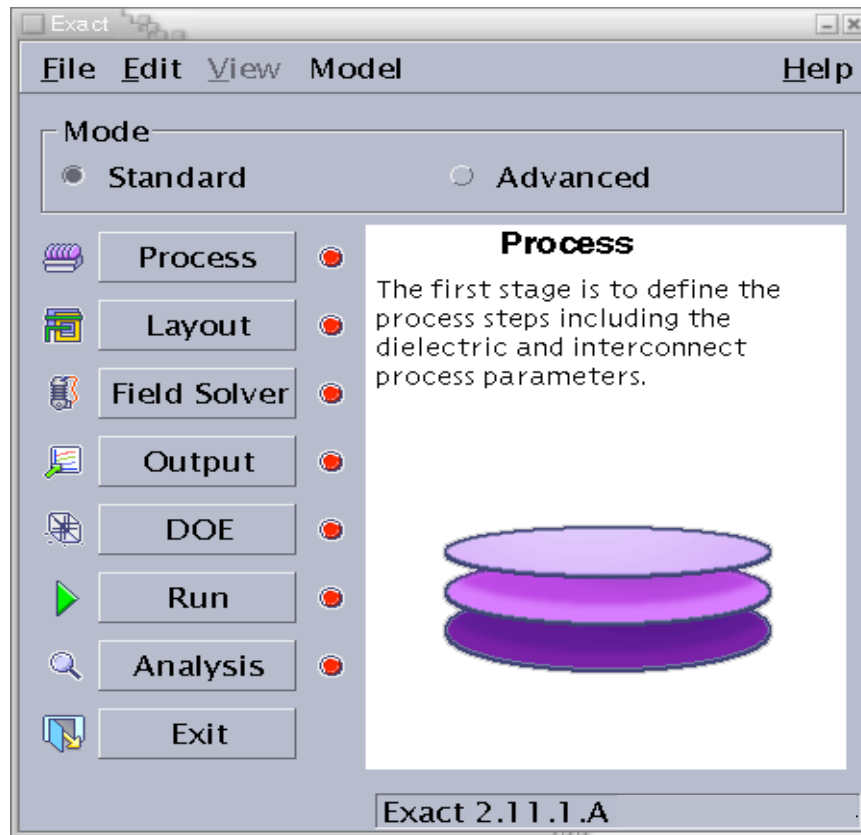 Exact
File Edit View Model Help
Mode
Standard Advanced
Process
Layout
Field Solver
Output
DOE
Run
Analysis
Exit
Process
The first stage is to define the
process steps including the
dielectric and interconnect
process parameters.
Exact 2.11.1.A